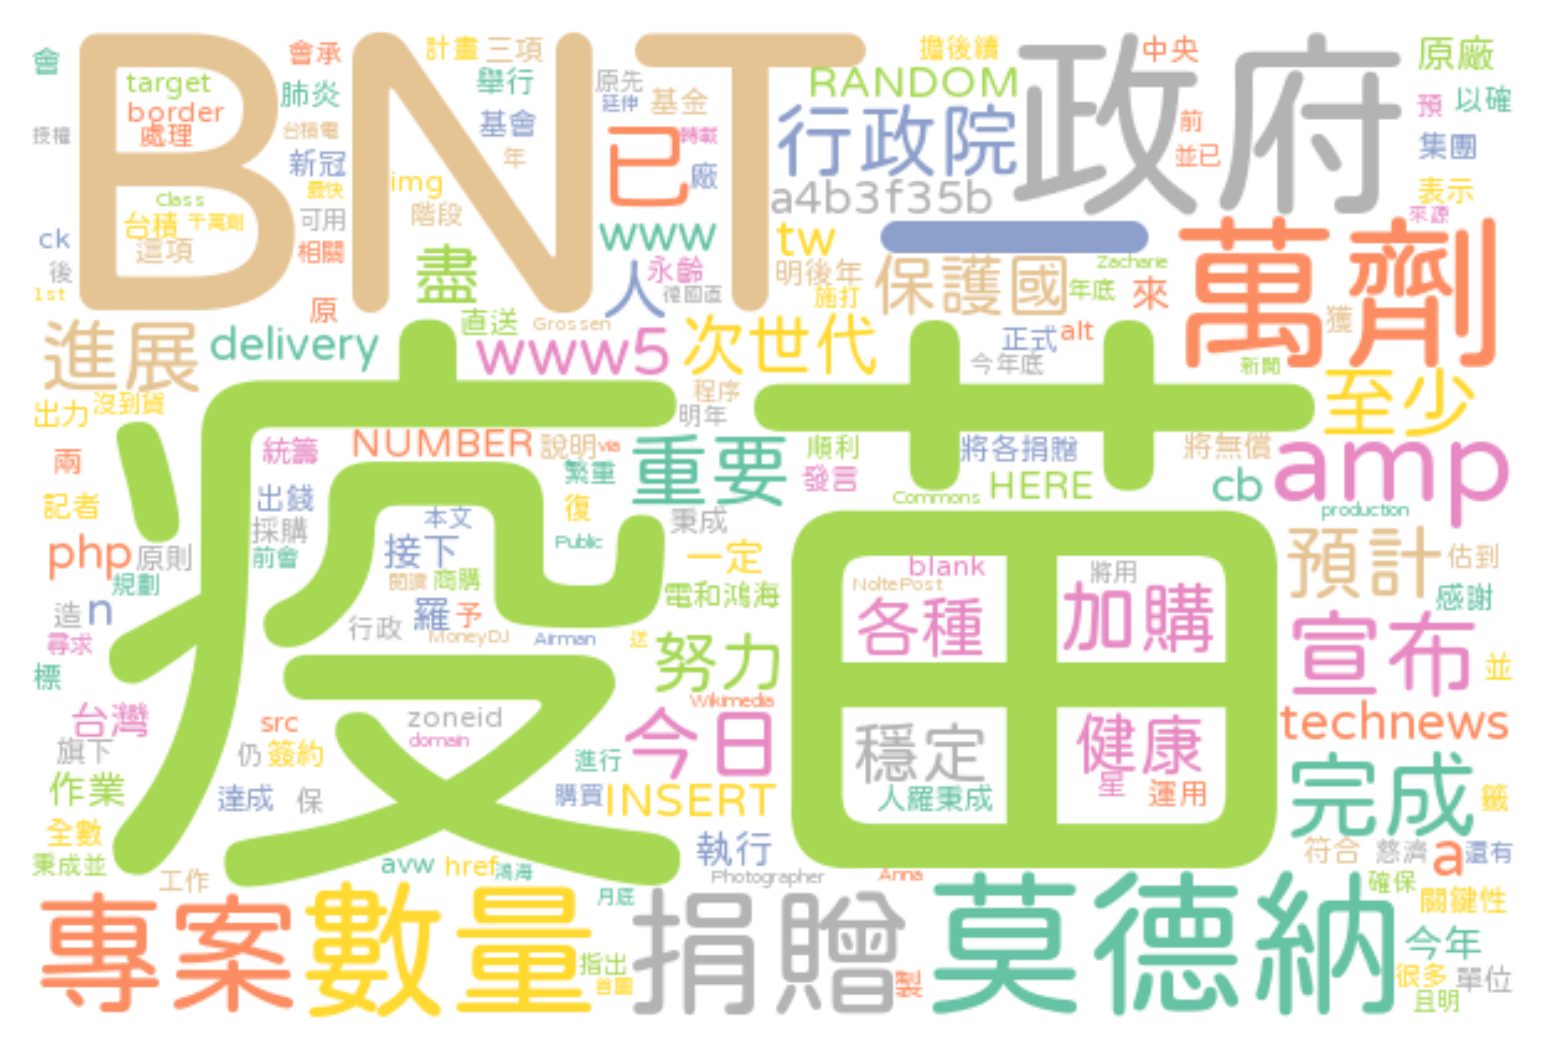 會
BNT
target
border
處理
會承
肺炎
計畫
三項
舉行
原先
延伸
基金
擔後續
RANDOM
政府
中央
原廠
預
以確
授權
台積電
新冠
最快
基會
年
已
轉載
廠
行政院
前
並已
集團
img
階段
a4b3f35b
表示
來源
Class
台積
千萬劑
這項
可用
相關
ck
後
1st
盡
www
人
永齡
德國直
tw
明後年
施打
一
保護國
Zacharie
年底
來
萬劑
獲
原
進展
delivery
直送
Grossen
www5
次世代
正式
alt
今年底
新聞
至少
出力
沒到貨
程序
明年
疫苗
兩
統籌
NUMBER
說明
via
繁重
重要
順利
發言
將各捐贈
將無償
HERE
Commons
cb
amp
production
記者
出錢
採購
前會
本文
復
秉成
Public
接下
閱讀
商購
一定
php
原則
規劃
blank
NoltePost
將用
預計
估到
感謝
造
n
行政
羅
予
MoneyDJ
Airman
送
電和鴻海
各種
加購
尋求
標
努力
宣布
並
Wikimedia
台灣
旗下
src
zoneid
domain
仍
簽約
進行
今日
穩定
健康
星
technews
作業
達成
保
購買
INSERT
人羅秉成
運用
完成
籤
全數
秉成並
工作
avw
href
鴻海
執行
Photographer
Anna
符合
慈濟
a
還有
確保
關鍵性
專案
數量
月底
指出
首圖
捐贈
製
莫德納
今年
很多
單位
且明